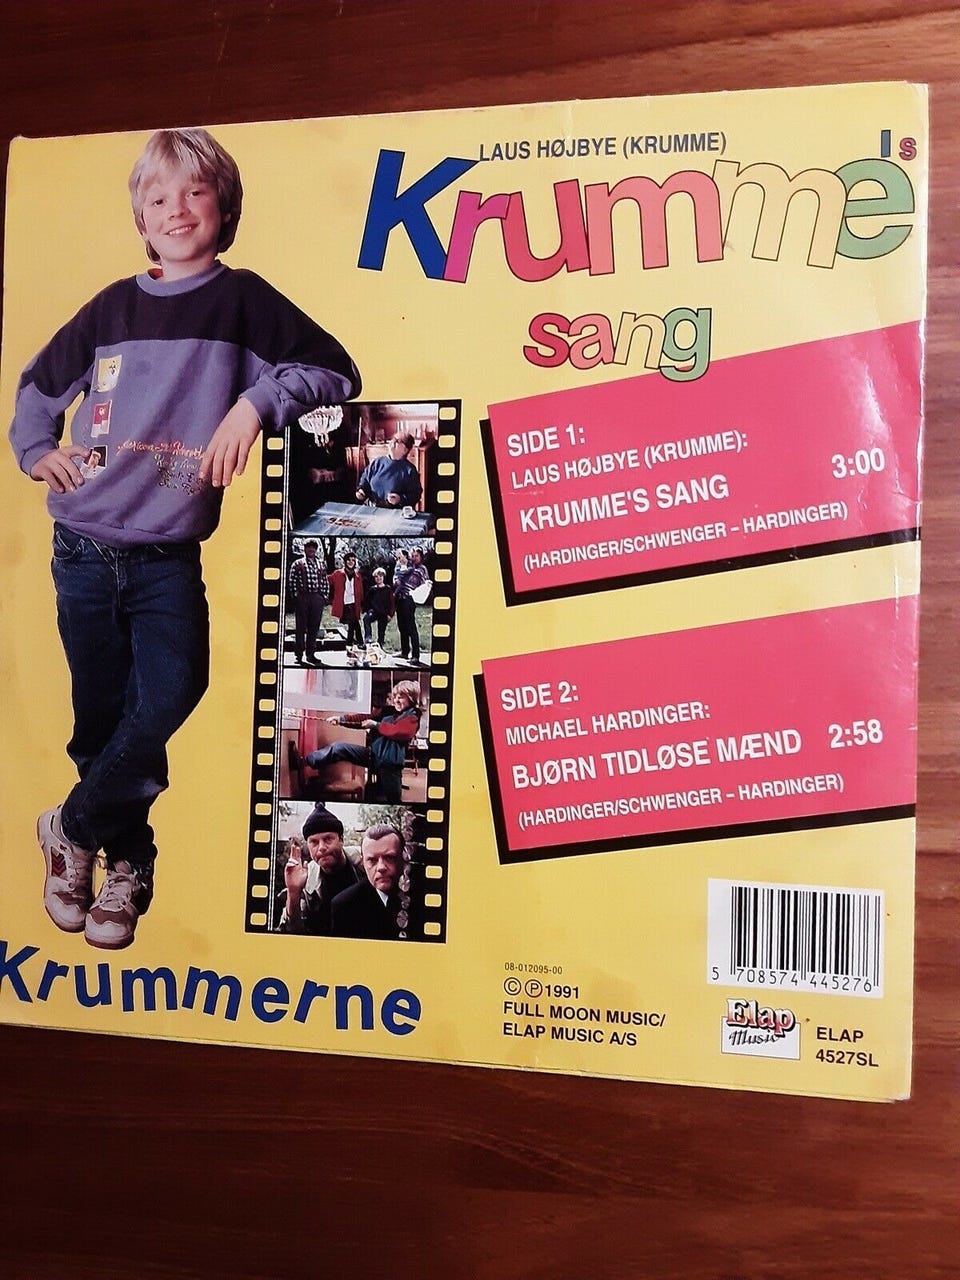 LAUS HØJBYE (KRUMME)
Krumme's
sang
SIDE 1:
LAUS HØJBYE (KRUMME):
KRUMME'S SANG 3:00
(HARDINGER/SCHWENGER – HARDINGER)
SIDE 2:
MICHAEL HARDINGER:
BJØRN TIDLØSE MÆND 2:58
(HARDINGER/SCHWENGER – HARDINGER)
Krummerne
08-012095-00
© ℗ 1991
FULL MOON MUSIC/
ELAP MUSIC A/S
5 708574 445276
Elap
Music
ELAP
4527SL